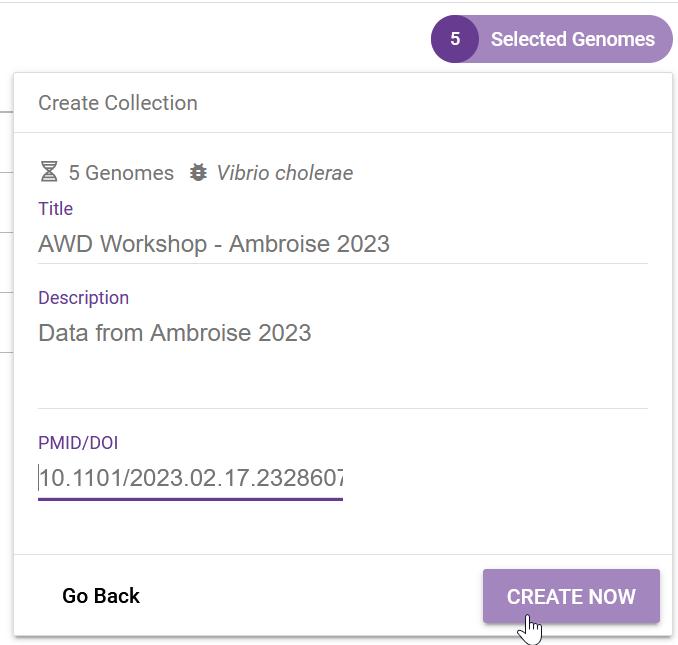 5 Selected Genomes
Create Collection
5 Genomes Vibrio cholerae
Title
AWD Workshop - Ambroise 2023
Description
Data from Ambroise 2023
PMID/DOI
10.1101/2023.02.17.2328607
Go Back CREATE NOW